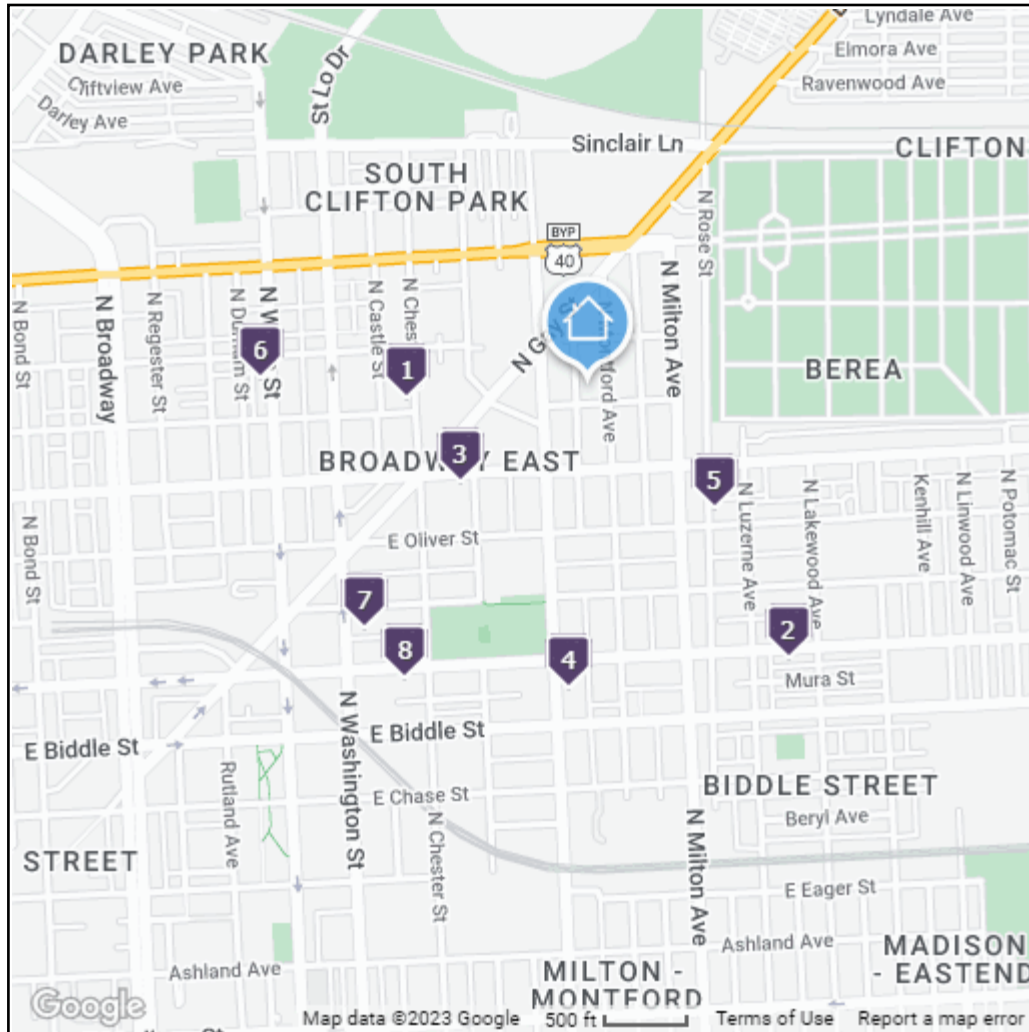 Lyndale Ave
DARLEY PARK
Elmora Ave
Cliftview Ave
St Lo Dr
Ravenwood Ave
Darley Ave
Sinclair Ln
CLIFTON
SOUTH
CLIFTON PARK
N Rose St
BYP
40
N Bond St
N Broadway
N Regester St
N Durham St
N Castle St
N Ches
N Gay St
N Milton Ave
6
1
BEREA
3
BROADWAY EAST
5
N Luzerne Ave
N Lakewood Ave
Kenhill Ave
N Linwood Ave
N Potomac St
N Bond St
E Oliver St
7
8
4
2
Mura St
E Biddle St
E Biddle St
N Washington St
Rutland Ave
E Chase St
N Chester St
BIDDLE STREET
Beryl Ave
N Milton Ave
STREET
E Eager St
Ashland Ave
Ashland Ave
MADISON
- EASTEND
MILTON -
MONTFORD
Google
Map data ©2023 Google
500 ft
Terms of Use
Report a map error